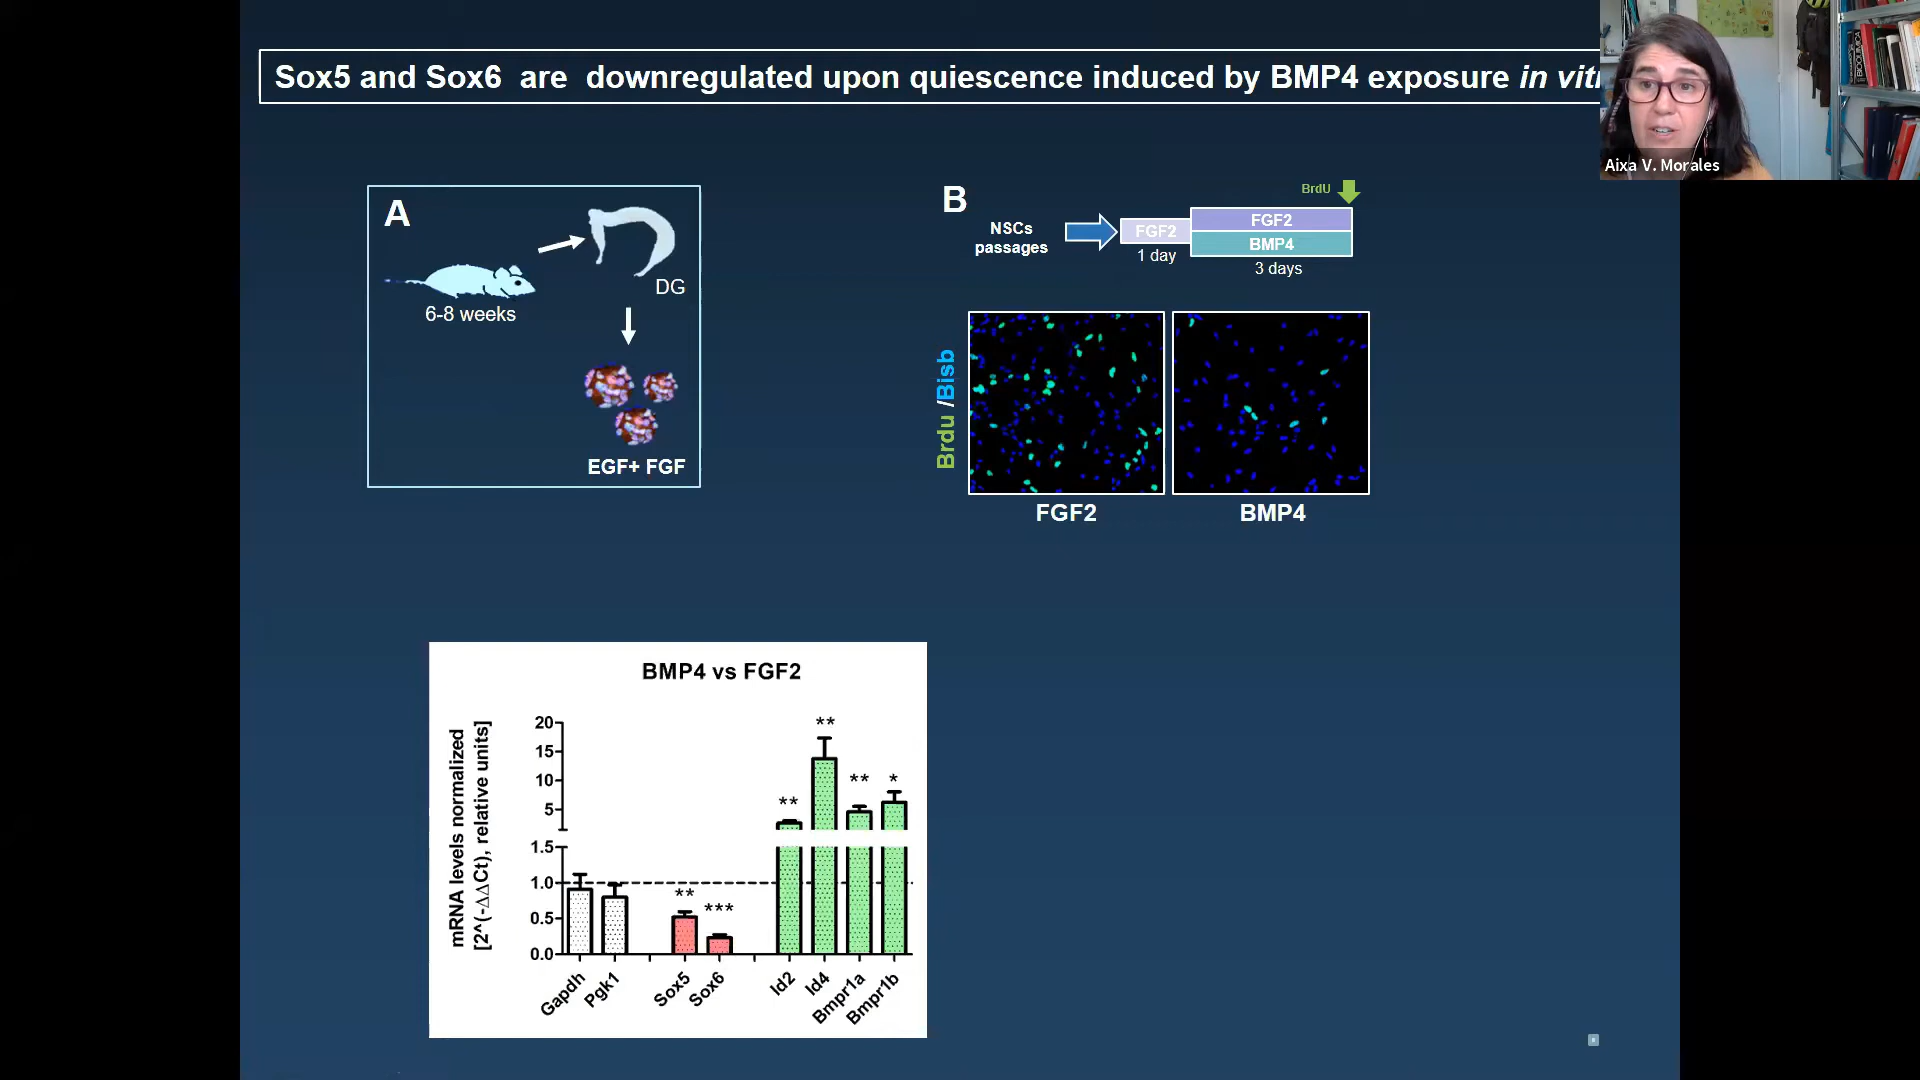 Sox5 and Sox6 are downregulated upon quiescence induced by BMP4 exposure in vit
Aixa V. Morales
A
DG
6-8 weeks
EGF+ FGF
B
BrdU
NSCs
passages
FGF2
FGF2
BMP4
1 day
3 days
Brdu /Bisb
FGF2
BMP4
BMP4 vs FGF2
mRNA levels normalized
[2^(-ΔΔCt), relative units]
20
15
10
5
1.5
1.0
0.5
0.0
**
***
**
**
**
*
Gapdh
Pgk1
Sox5
Sox6
Id2
Id4
Bmpr1a
Bmpr1b
BIOQUIMICA